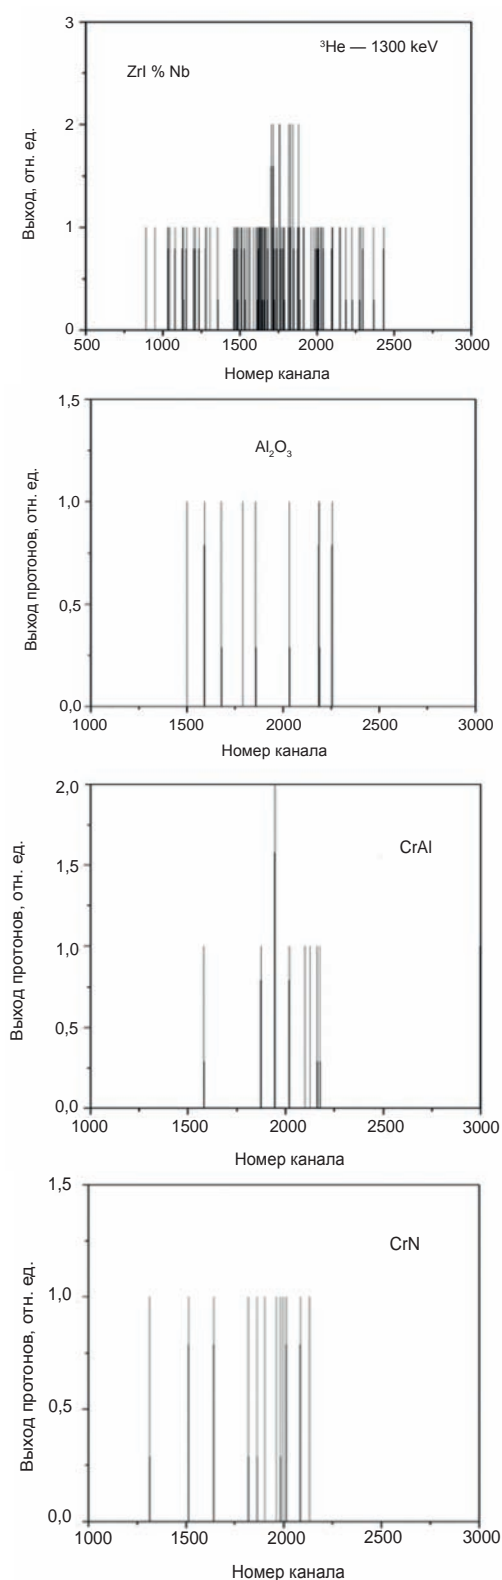 3
³He — 1300 keV
ZrI % Nb
2
Выход, отн. ед.
1
0
500 1000 1500 2000 2500 3000
Номер канала
1,5
Al₂O₃
1,0
Выход протонов, отн. ед.
0,5
0,0
1000 1500 2000 2500 3000
Номер канала
2,0
CrAl
1,5
Выход протонов, отн. ед.
1,0
0,5
0,0
1000 1500 2000 2500 3000
Номер канала
1,5
CrN
1,0
Выход протонов, отн. ед.
0,5
0,0
1000 1500 2000 2500 3000
Номер канала